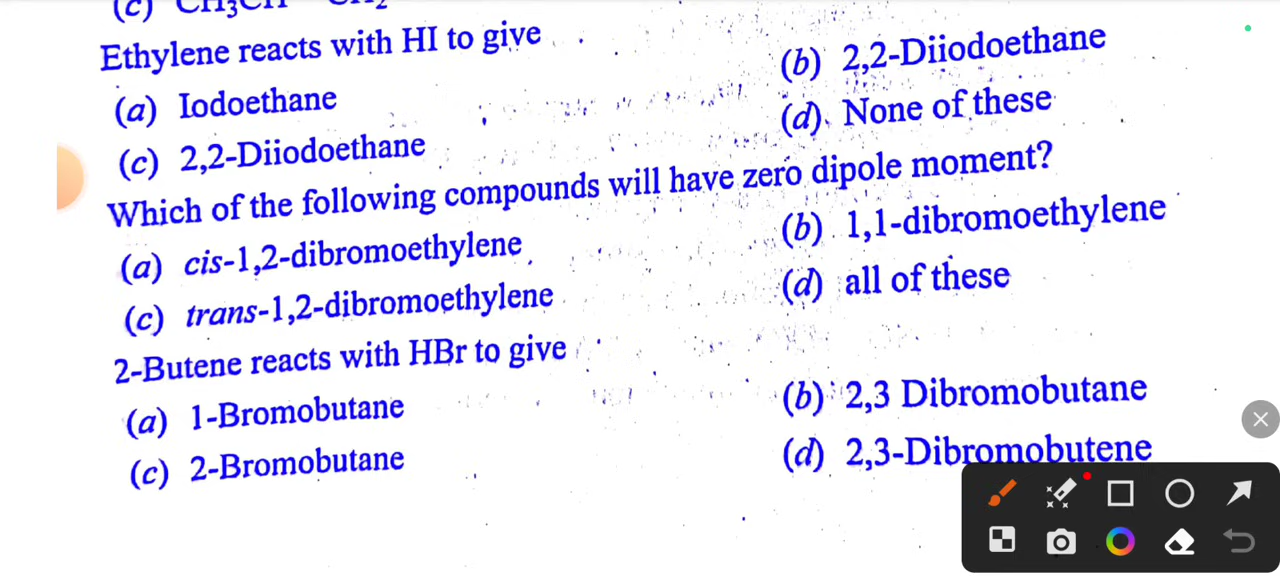 (c) CH₃CH CH₂
Ethylene reacts with HI to give
(a) Iodoethane (b) 2,2-Diiodoethane
(c) 2,2-Diiodoethane (d) None of these
Which of the following compounds will have zero dipole moment?
(a) cis-1,2-dibromoethylene (b) 1,1-dibromoethylene
(c) trans-1,2-dibromoethylene (d) all of these
2-Butene reacts with HBr to give
(a) 1-Bromobutane (b) 2,3 Dibromobutane
(c) 2-Bromobutane (d) 2,3-Dibromobutene